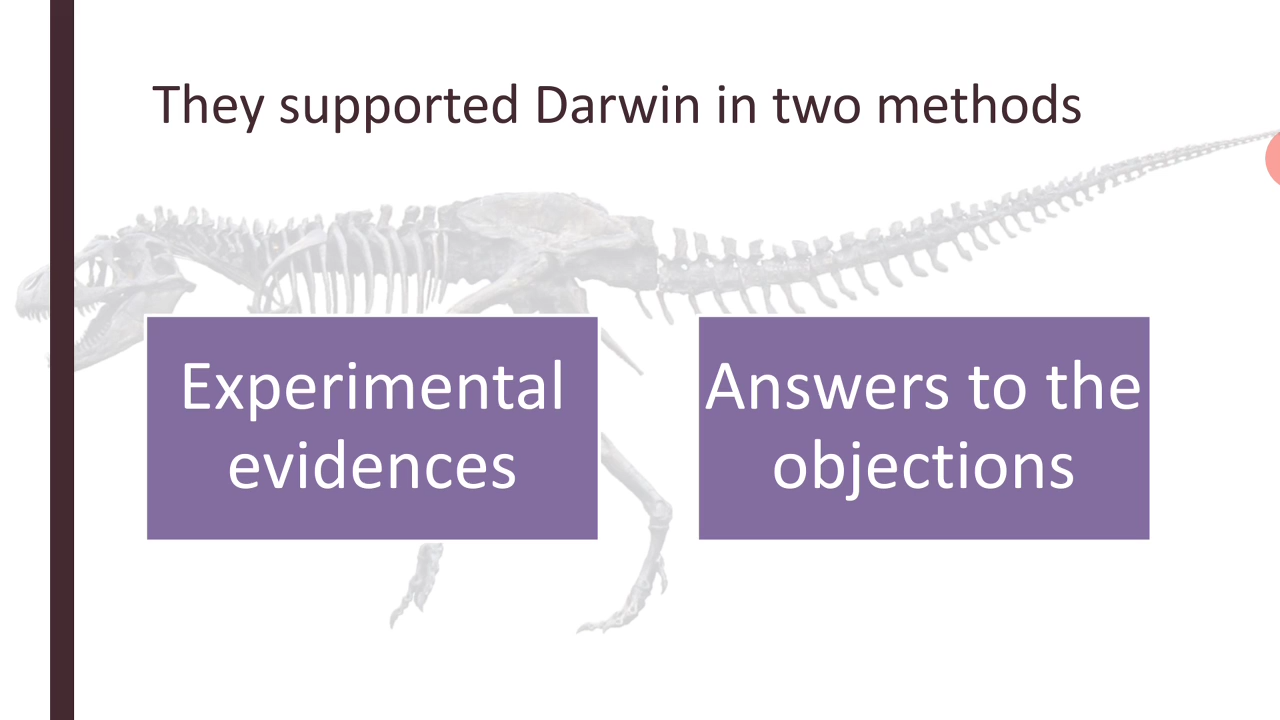 They supported Darwin in two methods
Experimental
evidences
Answers to the
objections